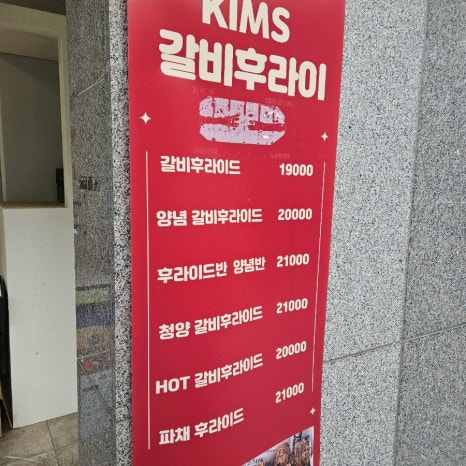 KIMS
갈비후라이
갈비후라이드 19000
양념 갈비후라이드 20000
후라이드반 양념반 21000
청양 갈비후라이드 21000
HOT 갈비후라이드 20000
파채 후라이드 21000